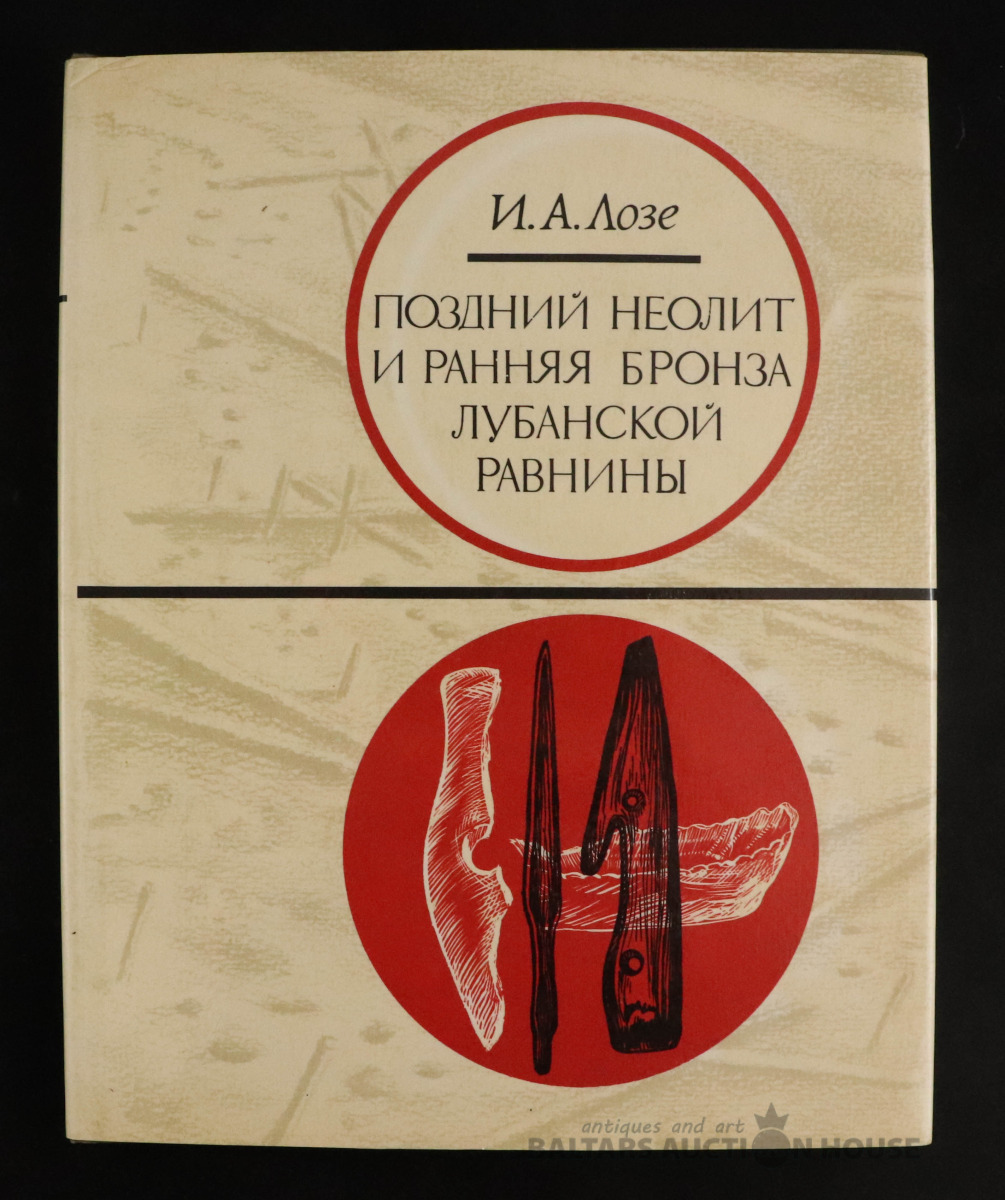 И. А. Лозе
ПОЗДНИЙ НЕОЛИТ
И РАННЯЯ БРОНЗА
ЛУБАНСКОЙ
РАВНИНЫ
antiques and art
BALTARS AUCTION HOUSE